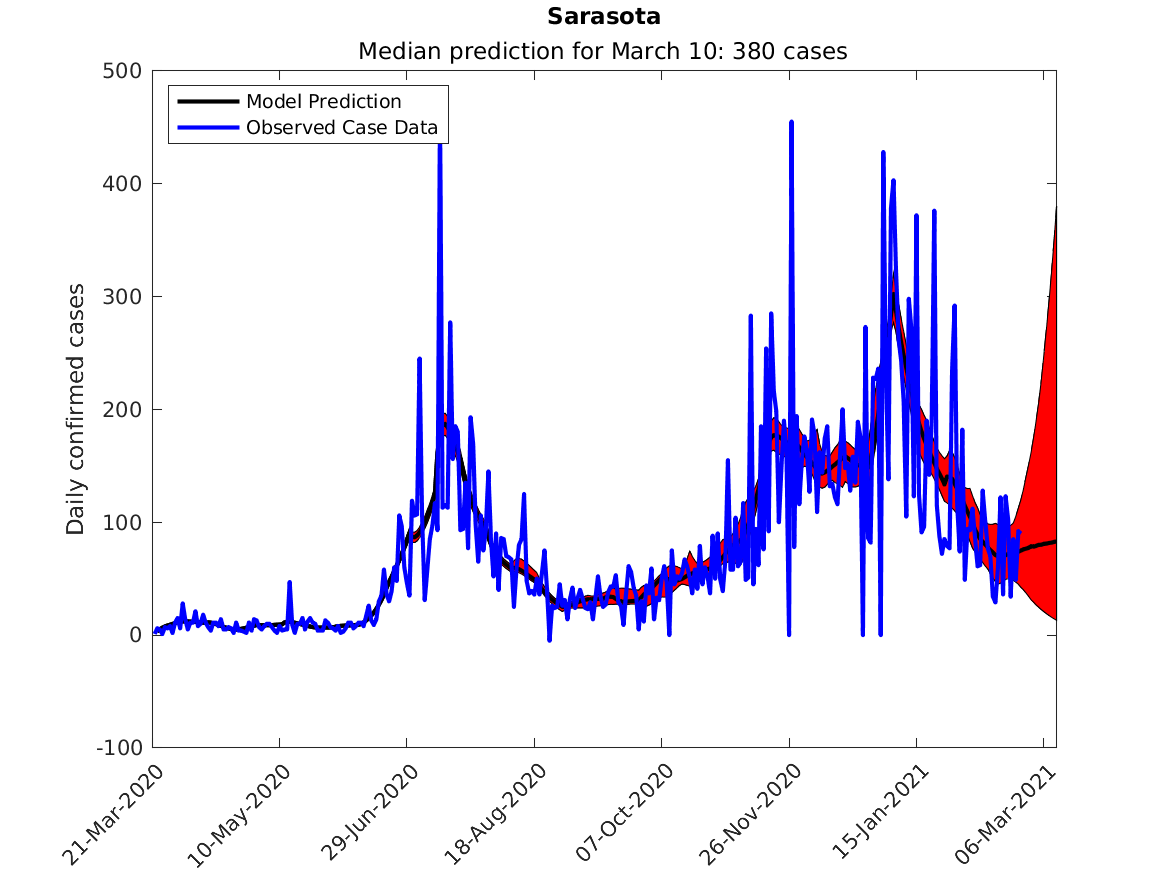 Sarasota
Median prediction for March 10: 380 cases
500
Model Prediction
Observed Case Data
400
300
200
100
0
-100
Daily confirmed cases
21-Mar-2020
10-May-2020
29-Jun-2020
18-Aug-2020
07-Oct-2020
26-Nov-2020
15-Jan-2021
06-Mar-2021